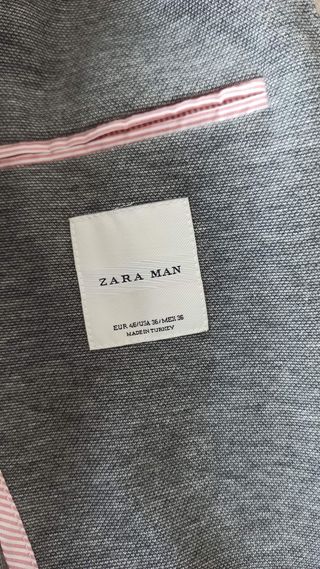 ZARA MAN
EUR 46/USA 36/MEX 36
MADE IN TURKEY